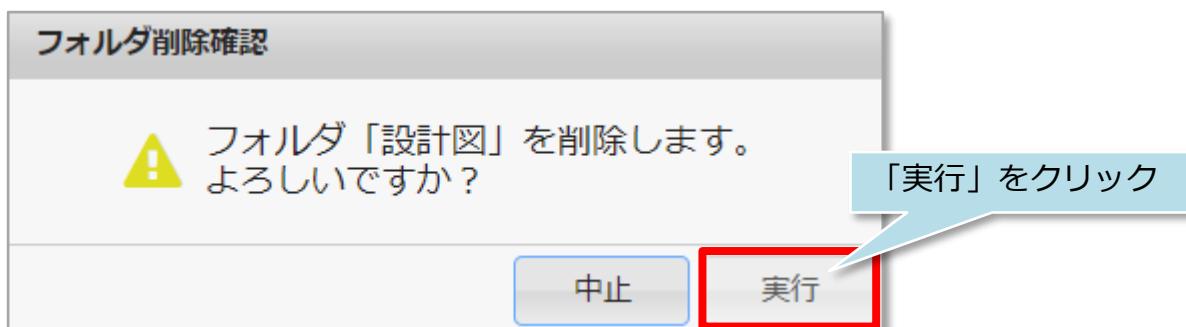 フォルダ削除確認
フォルダ「設計図」を削除します。
よろしいですか？
「実行」をクリック
中止
実行